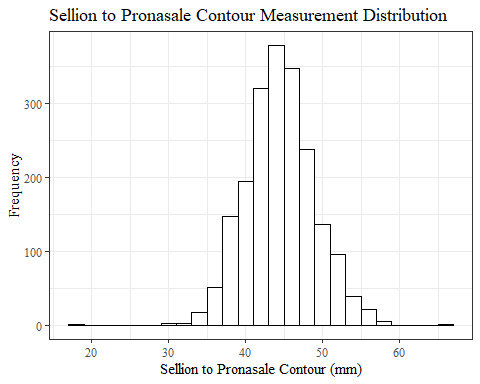 Sellion to Pronasale Contour Measurement Distribution
Frequency
300
200
100
0
20 30 40 50 60
Sellion to Pronasale Contour (mm)